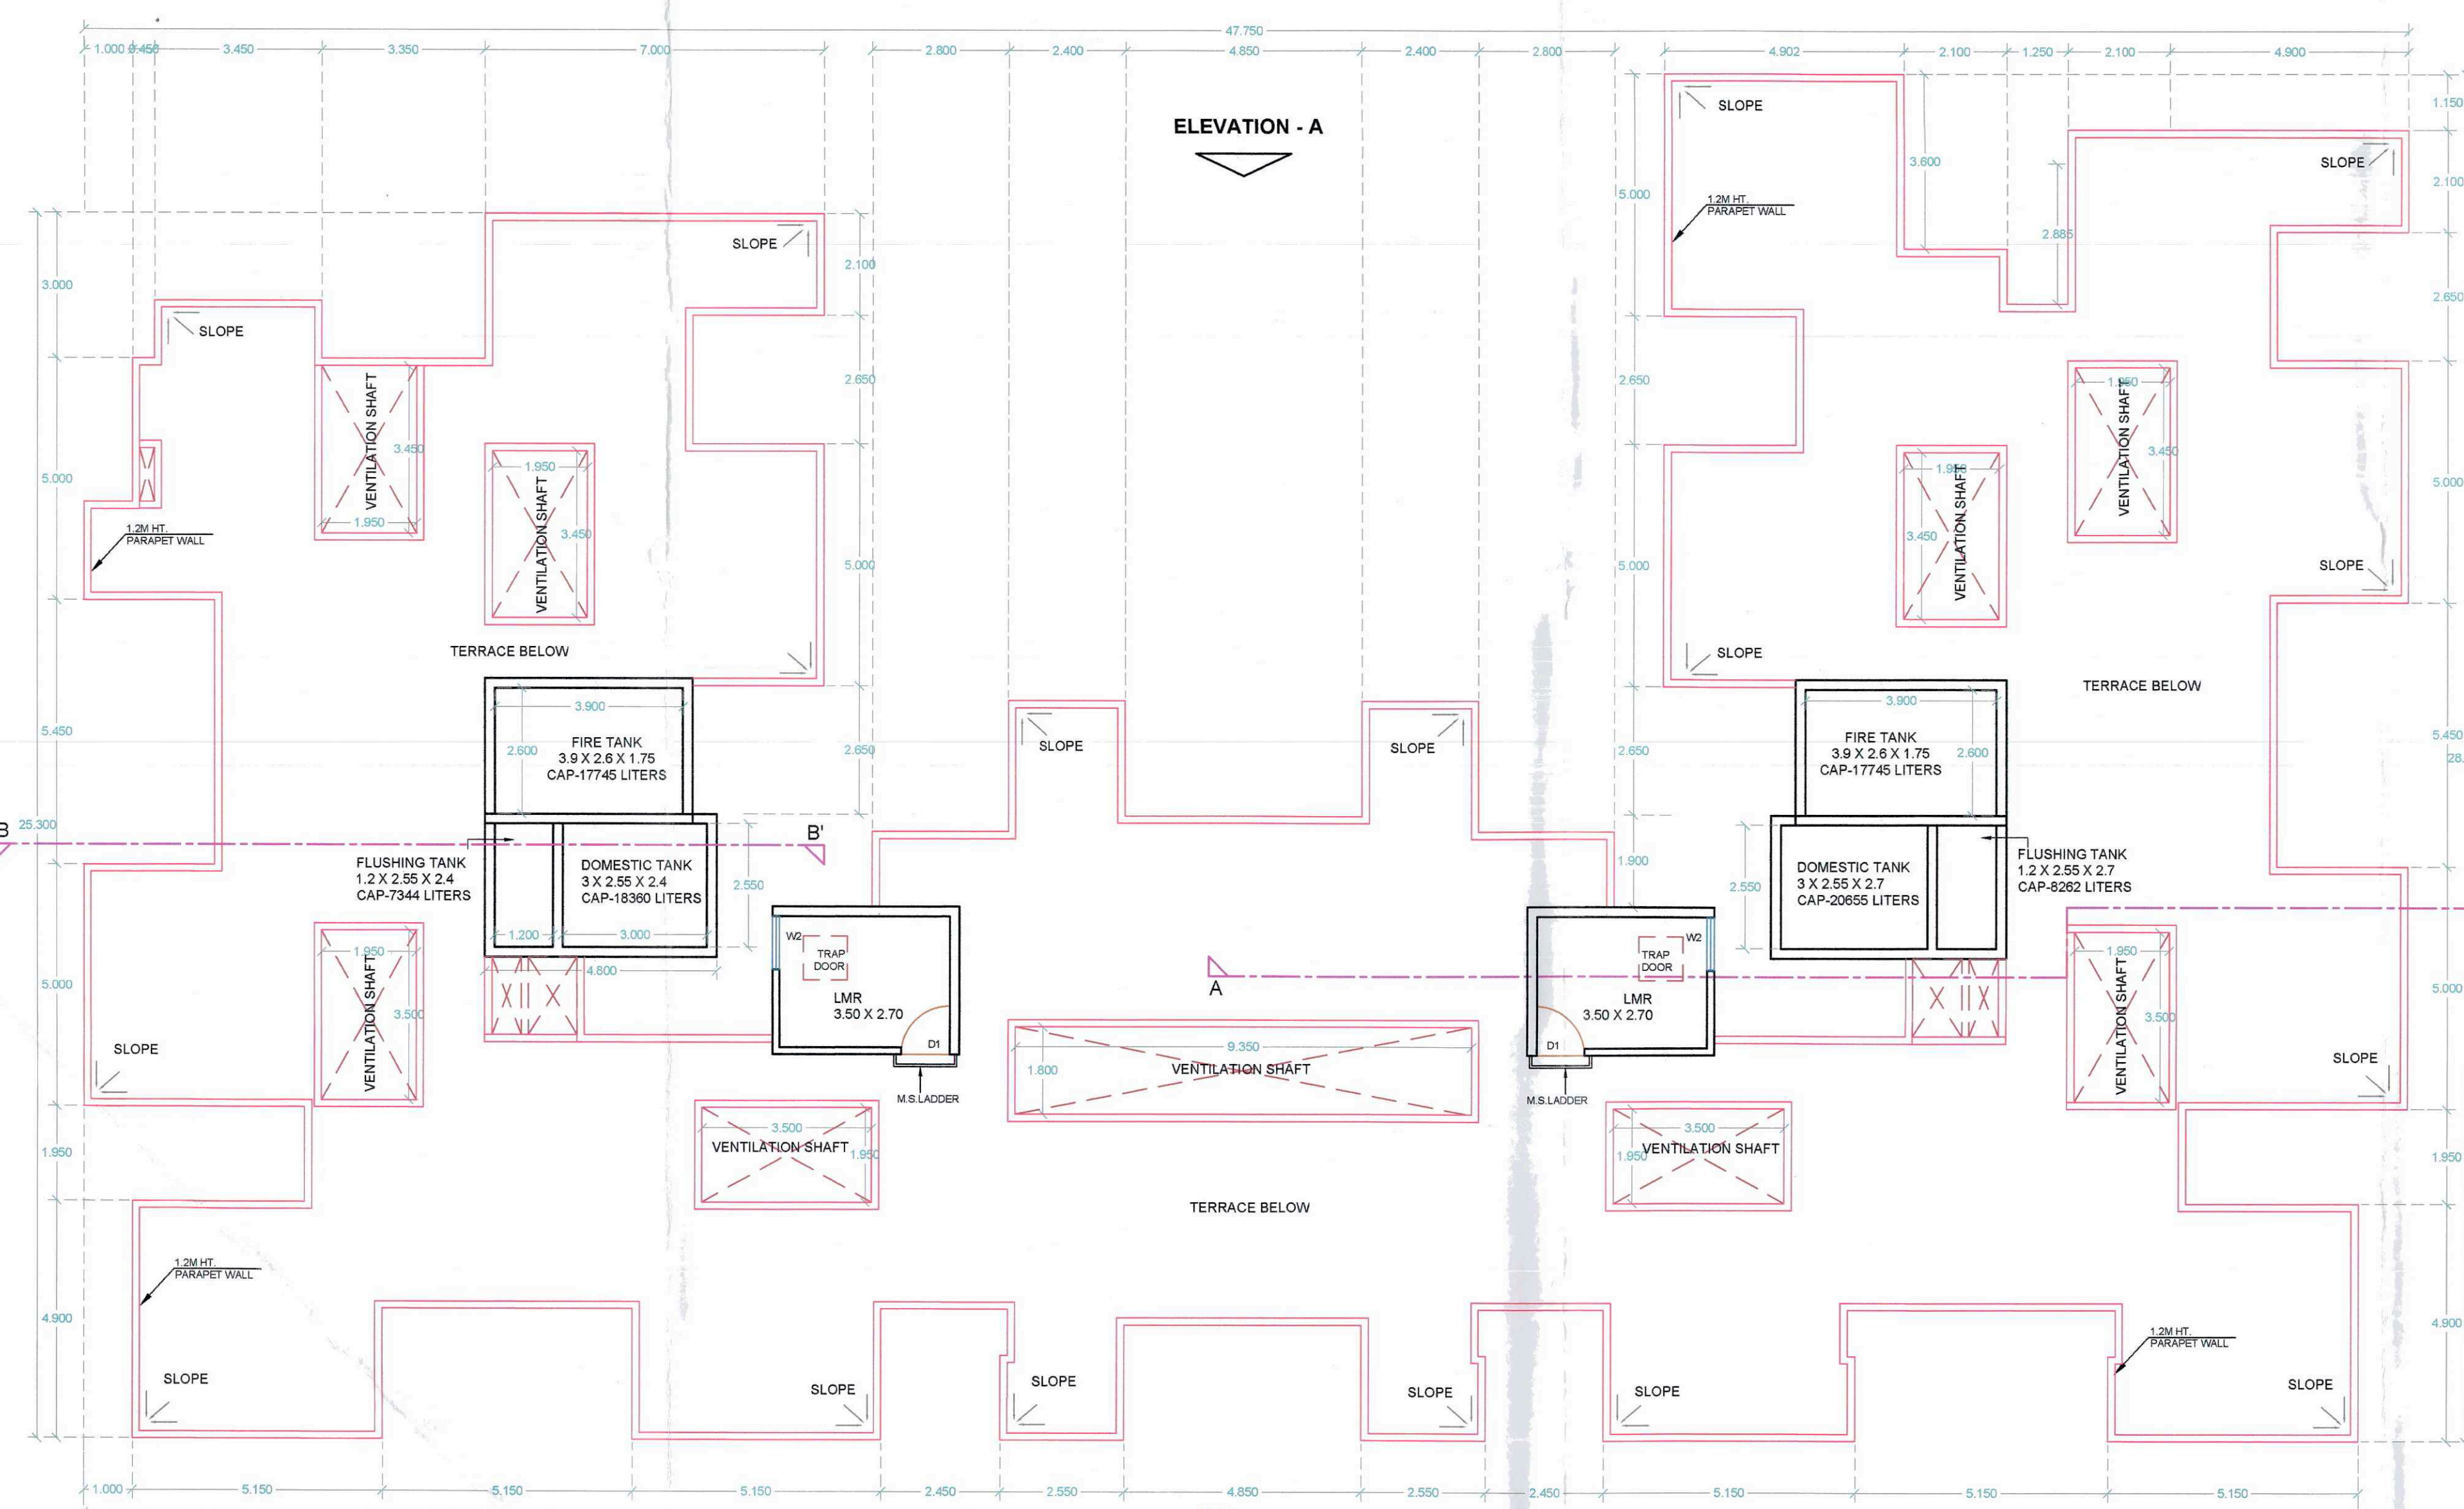 47.750
1.000
0.450
3.450
3.350
7.000
2.800
2.400
4.850
2.400
2.800
4.902
2.100
1.250
2.100
4.900
ELEVATION - A
SLOPE
1.150
3.600
SLOPE
2.100
5.000
1.2M HT.
PARAPET WALL
2.885
SLOPE
2.100
3.000
2.650
SLOPE
2.650
2.650
VENTILATION SHAFT
3.450
1.950
1.950
VENTILATION SHAFT
3.450
1.950
VENTILATION SHAFT
3.450
1.950
VENTILATION SHAFT
3.450
5.000
5.000
5.000
5.000
1.2M HT.
PARAPET WALL
SLOPE
TERRACE BELOW
SLOPE
TERRACE BELOW
3.900
2.600
FIRE TANK
3.9 X 2.6 X 1.75
CAP-17745 LITERS
5.450
2.650
SLOPE
SLOPE
2.650
3.900
FIRE TANK
3.9 X 2.6 X 1.75
CAP-17745 LITERS
2.600
5.450
28.
B
25.300
B'
FLUSHING TANK
1.2 X 2.55 X 2.4
CAP-7344 LITERS
DOMESTIC TANK
3 X 2.55 X 2.4
CAP-18360 LITERS
2.550
1.200
3.000
4.800
1.900
2.550
DOMESTIC TANK
3 X 2.55 X 2.7
CAP-20655 LITERS
FLUSHING TANK
1.2 X 2.55 X 2.7
CAP-8262 LITERS
1.950
VENTILATION SHAFT
3.500
5.000
W2
TRAP
DOOR
LMR
3.50 X 2.70
D1
M.S.LADDER
A
W2
TRAP
DOOR
LMR
3.50 X 2.70
D1
M.S.LADDER
1.950
VENTILATION SHAFT
3.500
5.000
SLOPE
SLOPE
9.350
1.800
VENTILATION SHAFT
3.500
VENTILATION SHAFT
1.950
3.500
1.950
VENTILATION SHAFT
1.950
1.950
TERRACE BELOW
1.2M HT.
PARAPET WALL
4.900
4.900
1.2M HT.
PARAPET WALL
SLOPE
SLOPE
SLOPE
SLOPE
SLOPE
SLOPE
1.000
5.150
5.150
5.150
2.450
2.550
4.850
2.550
2.450
5.150
5.150
5.150